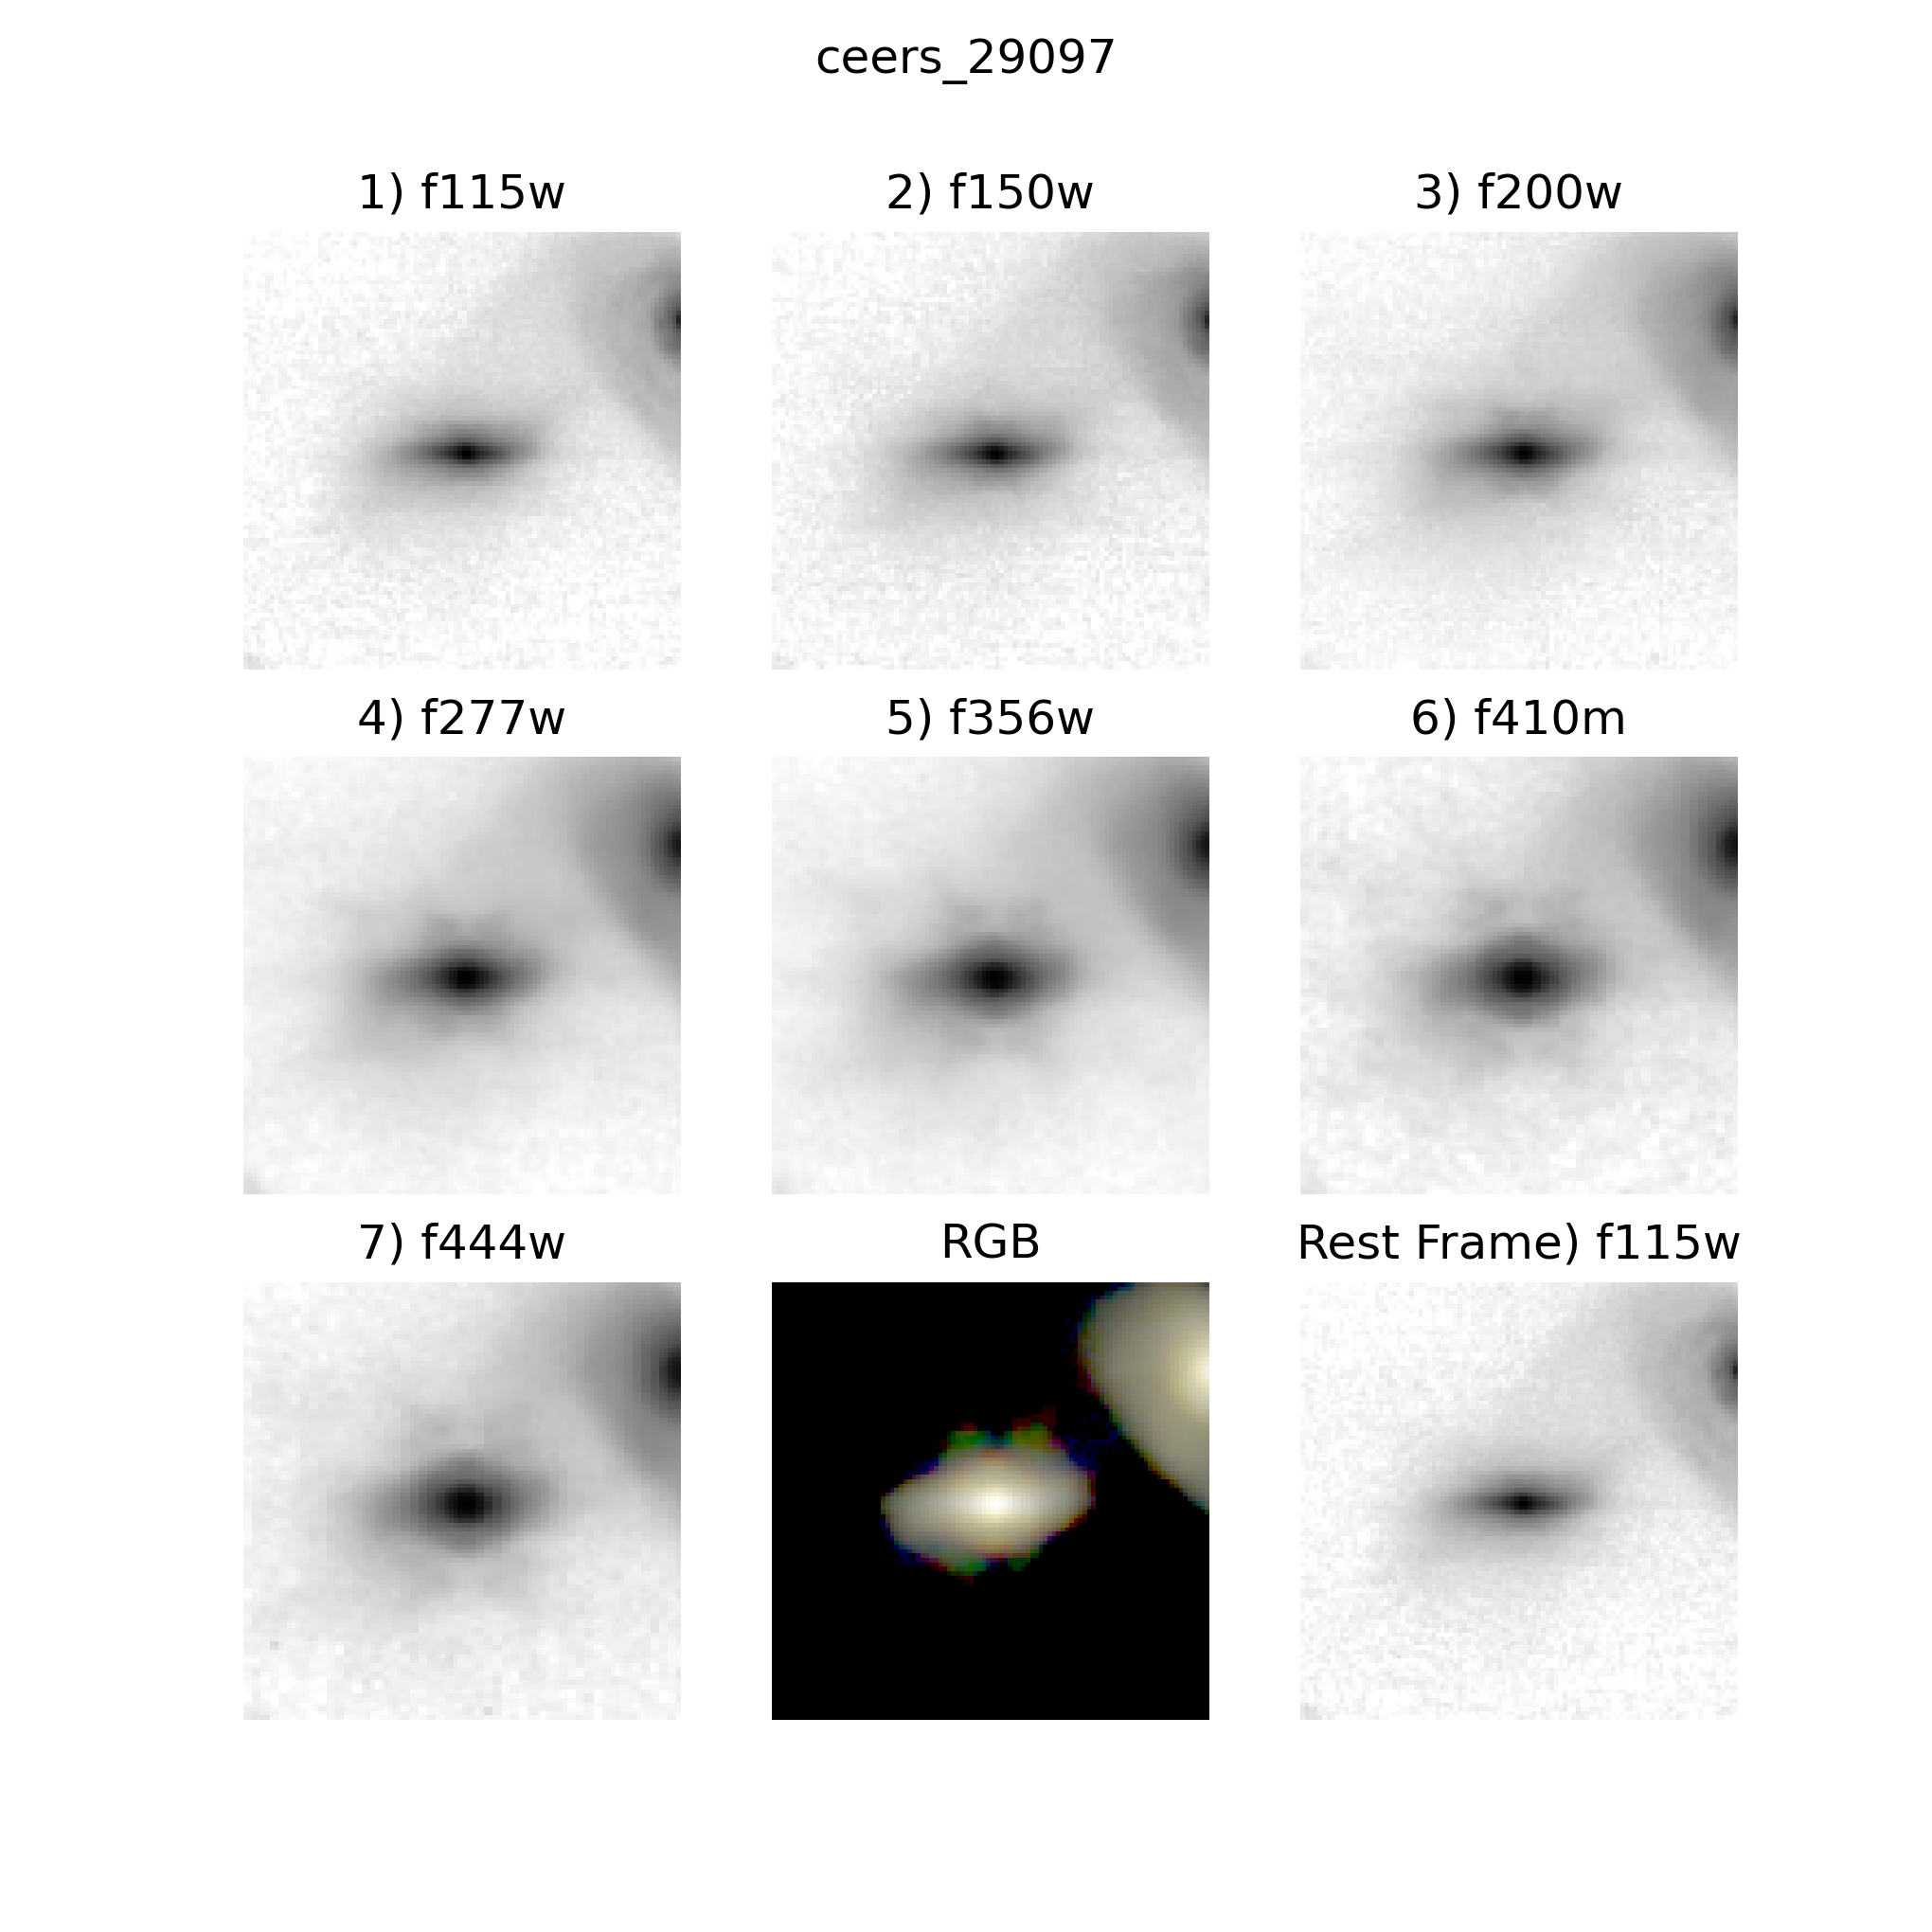 ceers_29097
1) f115w
2) f150w
3) f200w
4) f277w
5) f356w
6) f410m
7) f444w
RGB
Rest Frame) f115w